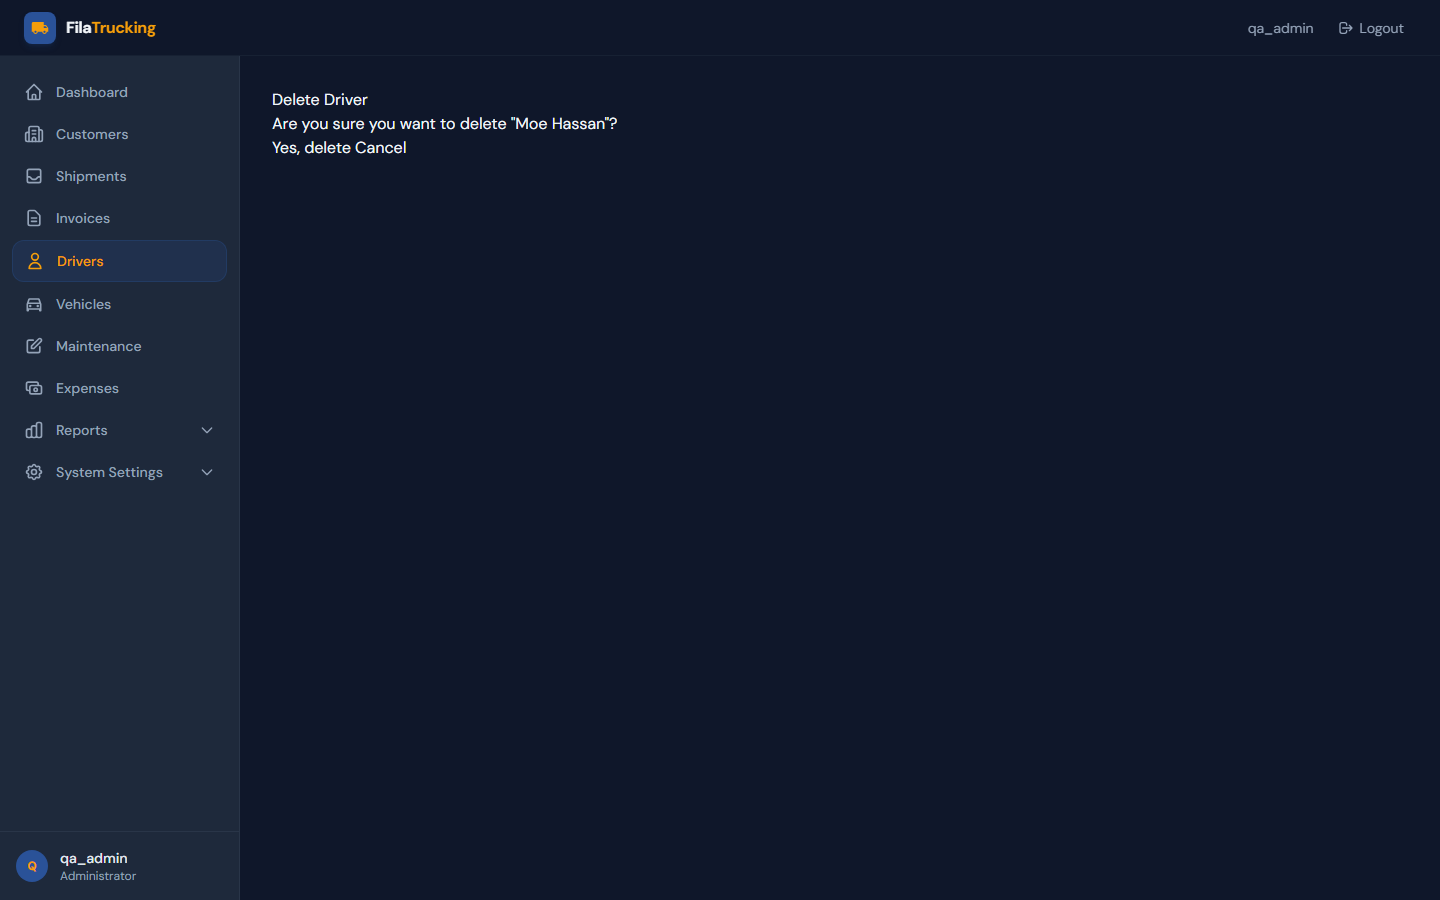 FilaTrucking
qa_admin
Logout
Dashboard
Customers
Shipments
Invoices
Drivers
Vehicles
Maintenance
Expenses
Reports
System Settings
Delete Driver
Are you sure you want to delete "Moe Hassan"?
Yes, delete Cancel
Q
qa_admin
Administrator